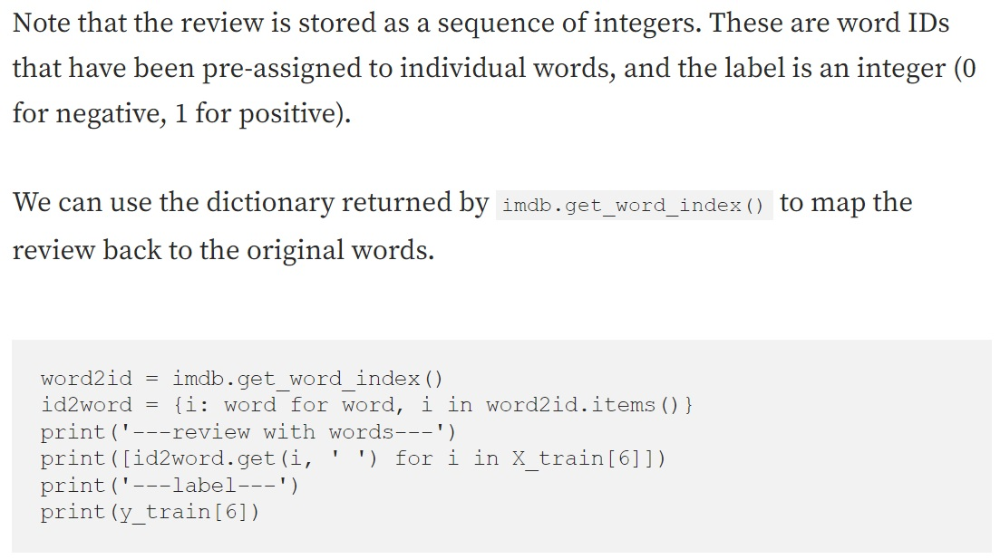 Note that the review is stored as a sequence of integers. These are word IDs
that have been pre-assigned to individual words, and the label is an integer (0
for negative, 1 for positive).
We can use the dictionary returned by imdb.get_word_index() to map the
review back to the original words.
word2id = imdb.get_word_index()
id2word = {i: word for word, i in word2id.items()}
print('---review with words---')
print([id2word.get(i, ' ') for i in X_train[6]])
print('---label---')
print(y_train[6])